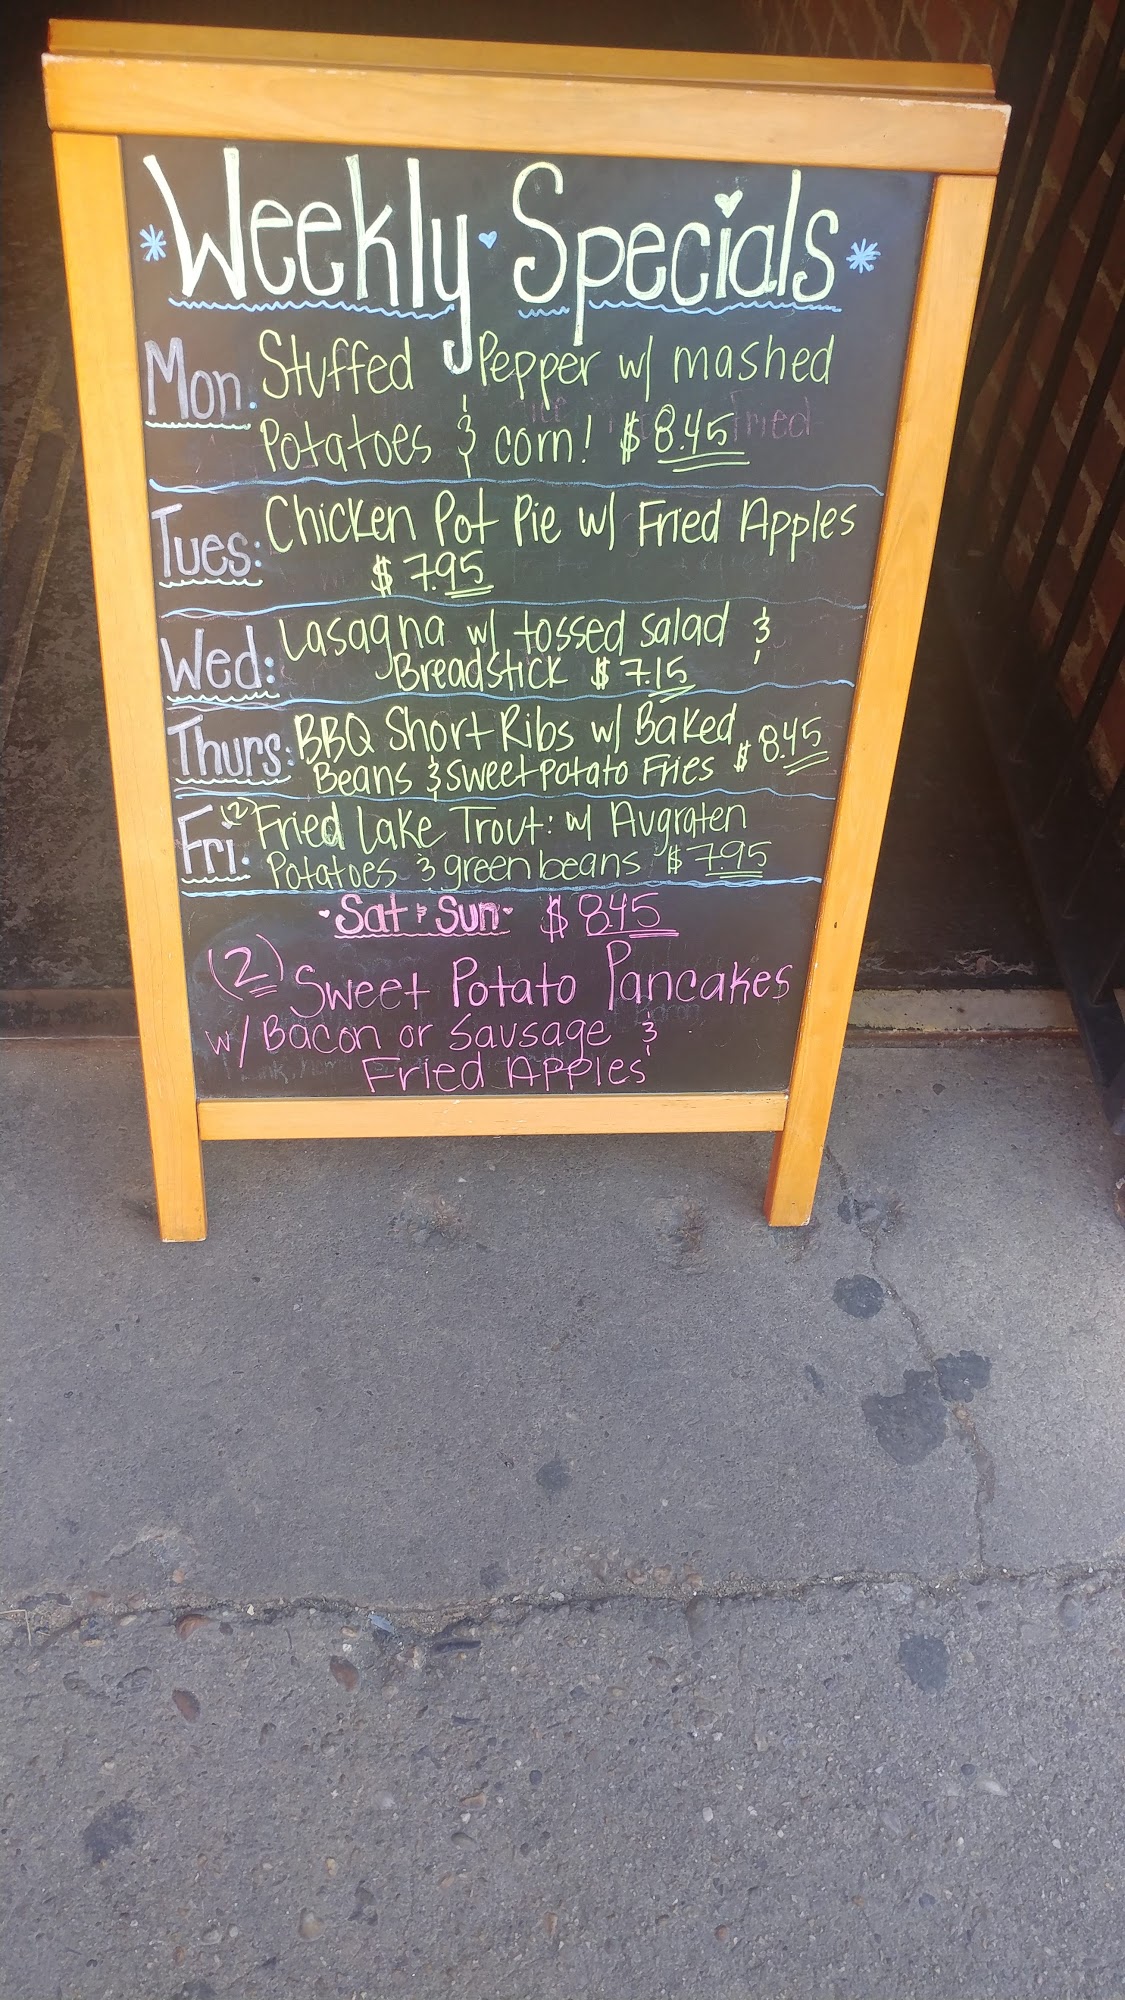 Weekly Specials
Mon: Stuffed Pepper w/ mashed
Potatoes & corn! $8.45
Tues: Chicken Pot Pie w/ Fried Apples
$7.95
Wed: Lasagna w/ tossed salad &
Breadstick $7.15
Thurs: BBQ Short Ribs w/ Baked
Beans & sweet potato Fries $8.45
Fri. (2) Fried Lake Trout: w/ Augraten
Potatoes & green beans $7.95
Sat & Sun $8.45
(2) Sweet Potato Pancakes
w/ Bacon or Sausage &
Fried Apples